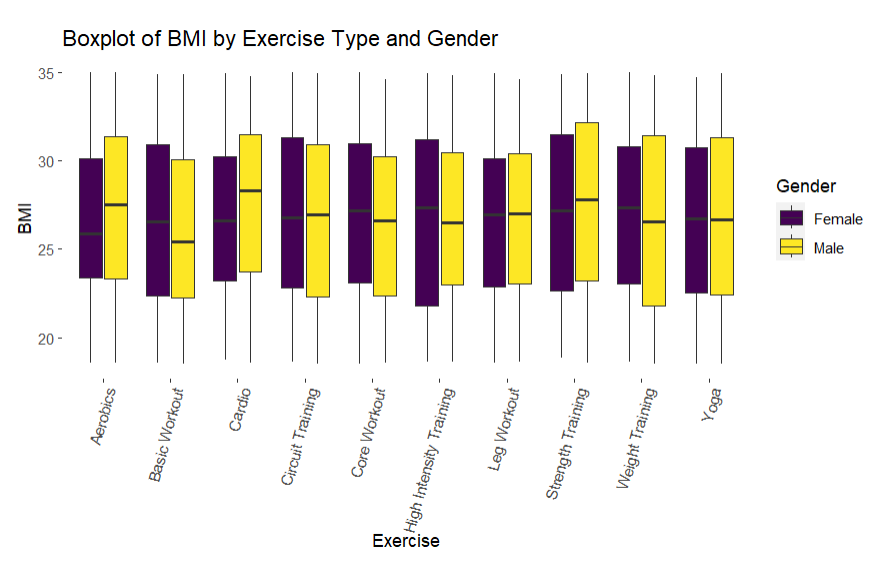 Boxplot of BMI by Exercise Type and Gender
BMI
35
30
25
20
Aerobics
Basic Workout
Cardio
Circuit Training
Core Workout
High Intensity Training
Leg Workout
Strength Training
Weight Training
Yoga
Exercise
Gender
Female
Male